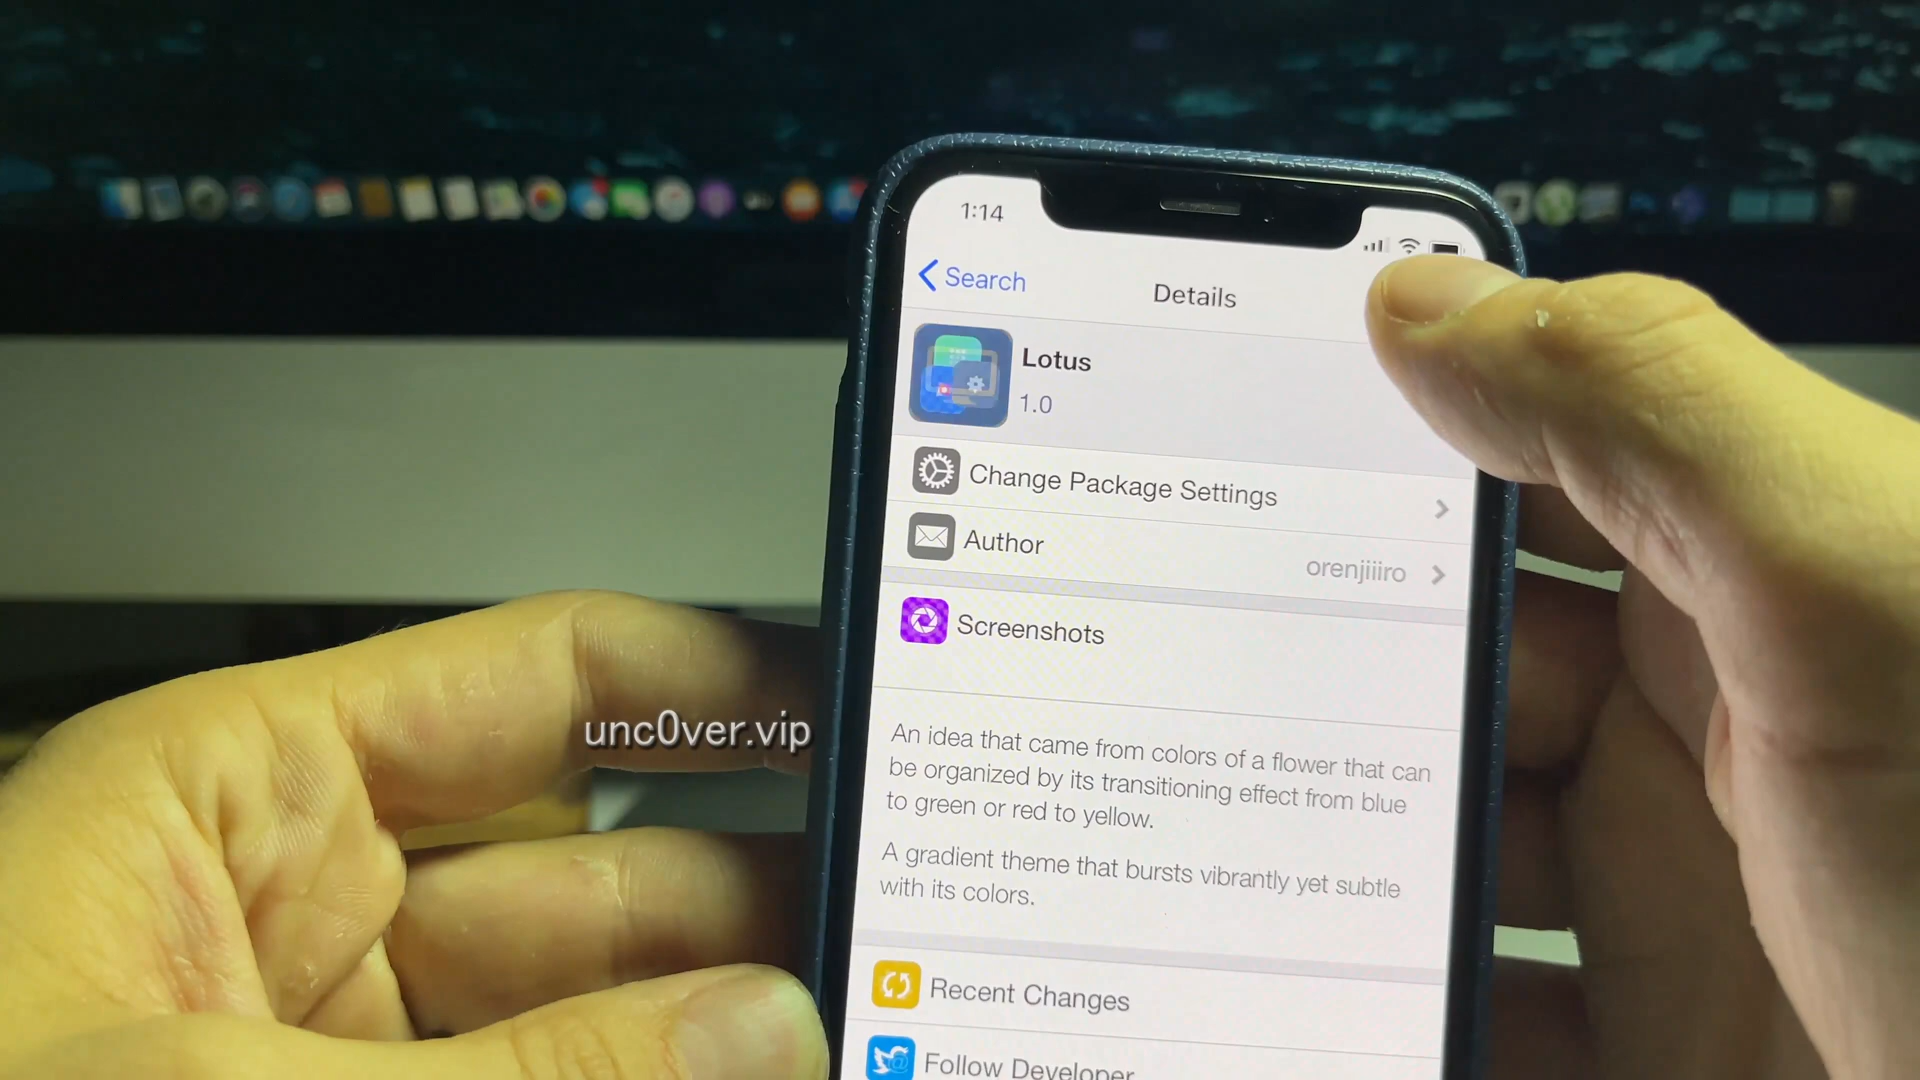 1:14
Search
Details
Lotus
1.0
Change Package Settings
Author
orenjiiiro
Screenshots
unc0ver.vip
An idea that came from colors of a flower that can
be organized by its transitioning effect from blue
to green or red to yellow.
A gradient theme that bursts vibrantly yet subtle
with its colors.
Recent Changes
Follow Developer